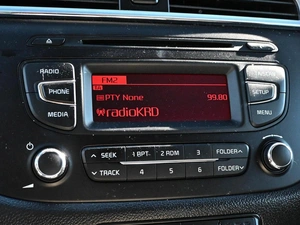 RADIO
FM2
TA
PHONE
PTY None 99.80
SETUP
MEDIA
radioKRD
MENU
SEEK 1 RPT- 2 RDM 3 FOLDER
TRACK 4 5 6 FOLDER